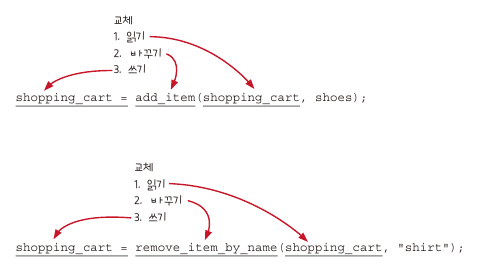 교체
1. 읽기
2. 바꾸기
3. 쓰기
shopping_cart = add_item(shopping_cart, shoes);
교체
1. 읽기
2. 바꾸기
3. 쓰기
shopping_cart = remove_item_by_name(shopping_cart, "shirt");